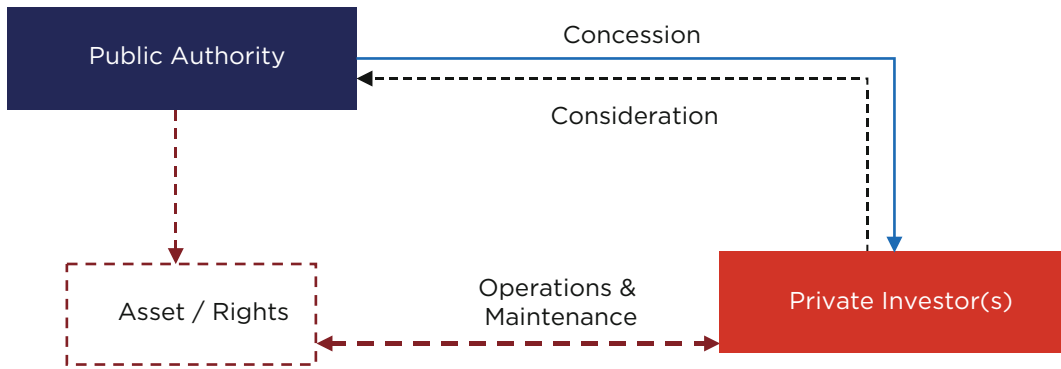 Public Authority
Concession
Consideration
Asset / Rights
Operations &
Maintenance
Private Investor(s)